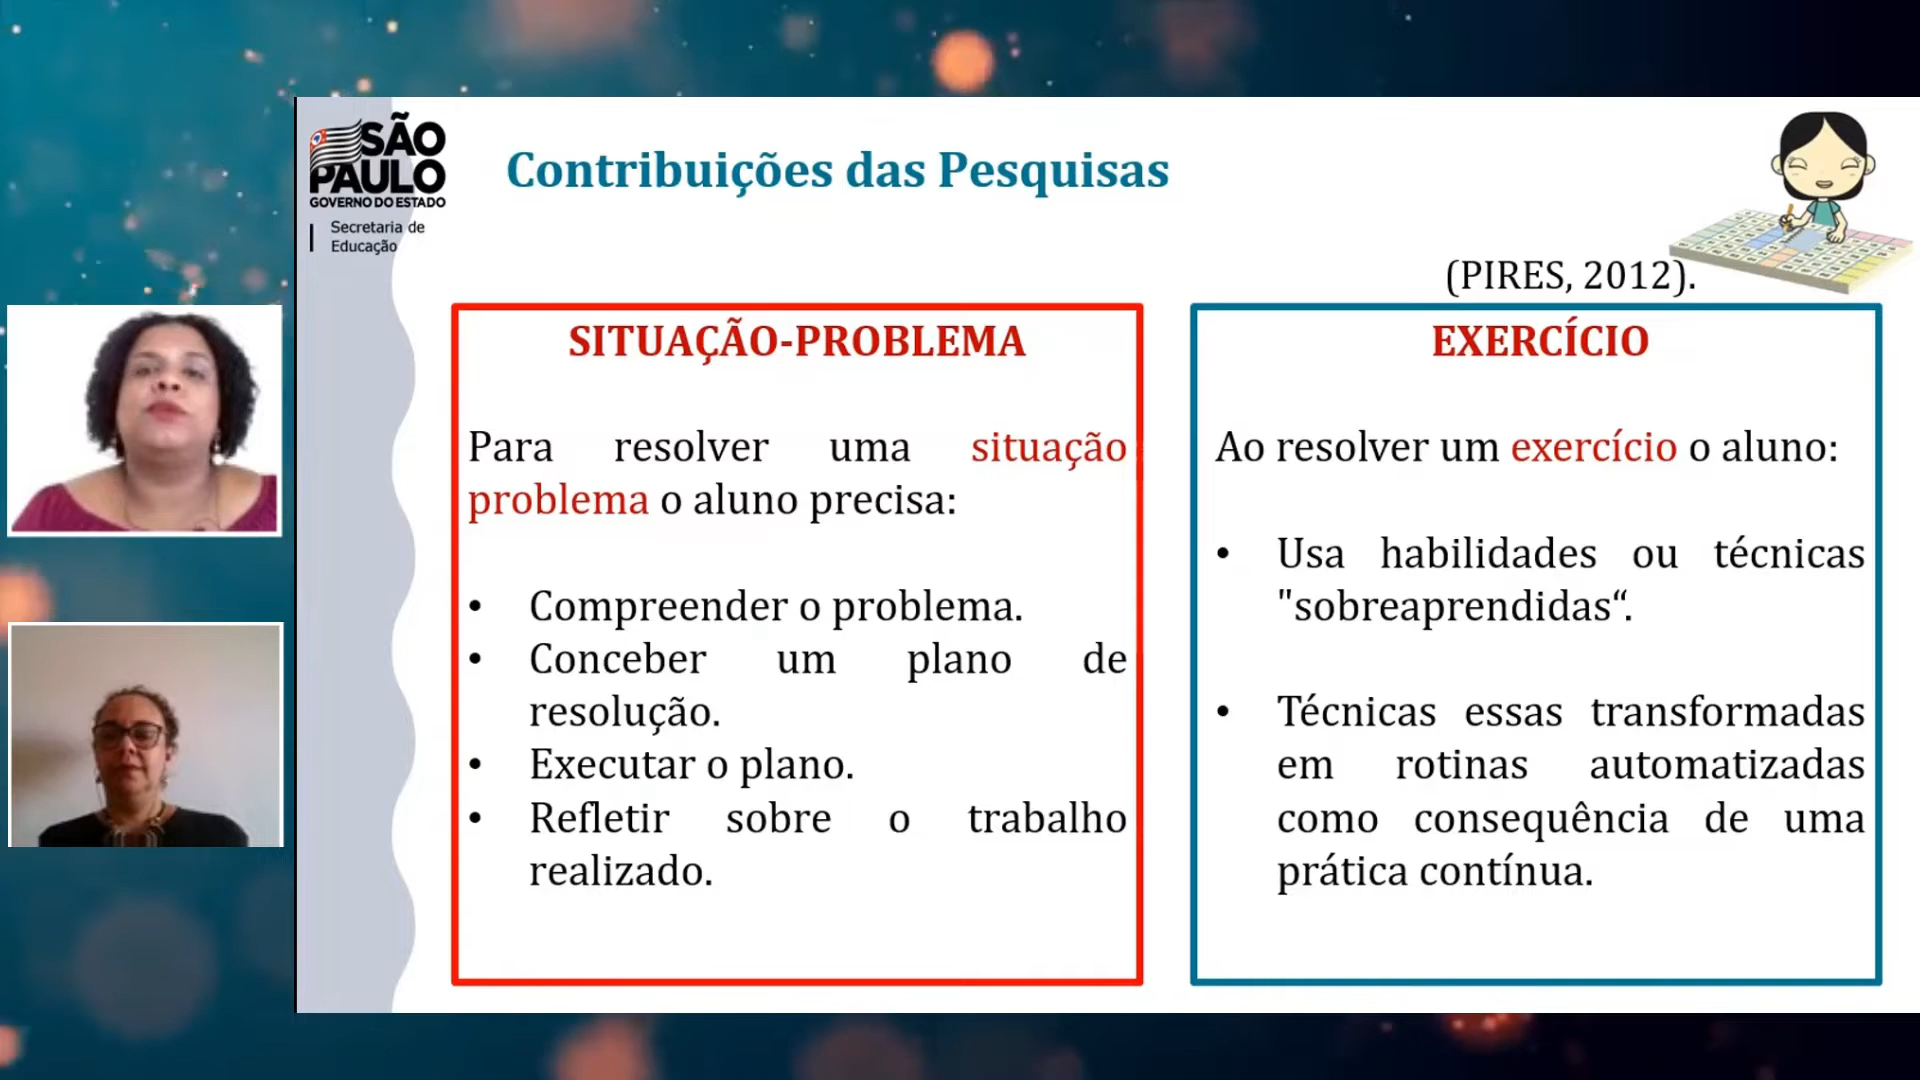 SÃO
PAULO
GOVERNO DO ESTADO
Secretaria de
Educação
Contribuições das Pesquisas
(PIRES, 2012).
SITUAÇÃO-PROBLEMA
Para resolver uma situação
problema o aluno precisa:
• Compreender o problema.
• Conceber um plano de
resolução.
• Executar o plano.
• Refletir sobre o trabalho
realizado.
EXERCÍCIO
Ao resolver um exercício o aluno:
• Usa habilidades ou técnicas
"sobreaprendidas“.
• Técnicas essas transformadas
em rotinas automatizadas
como consequência de uma
prática contínua.